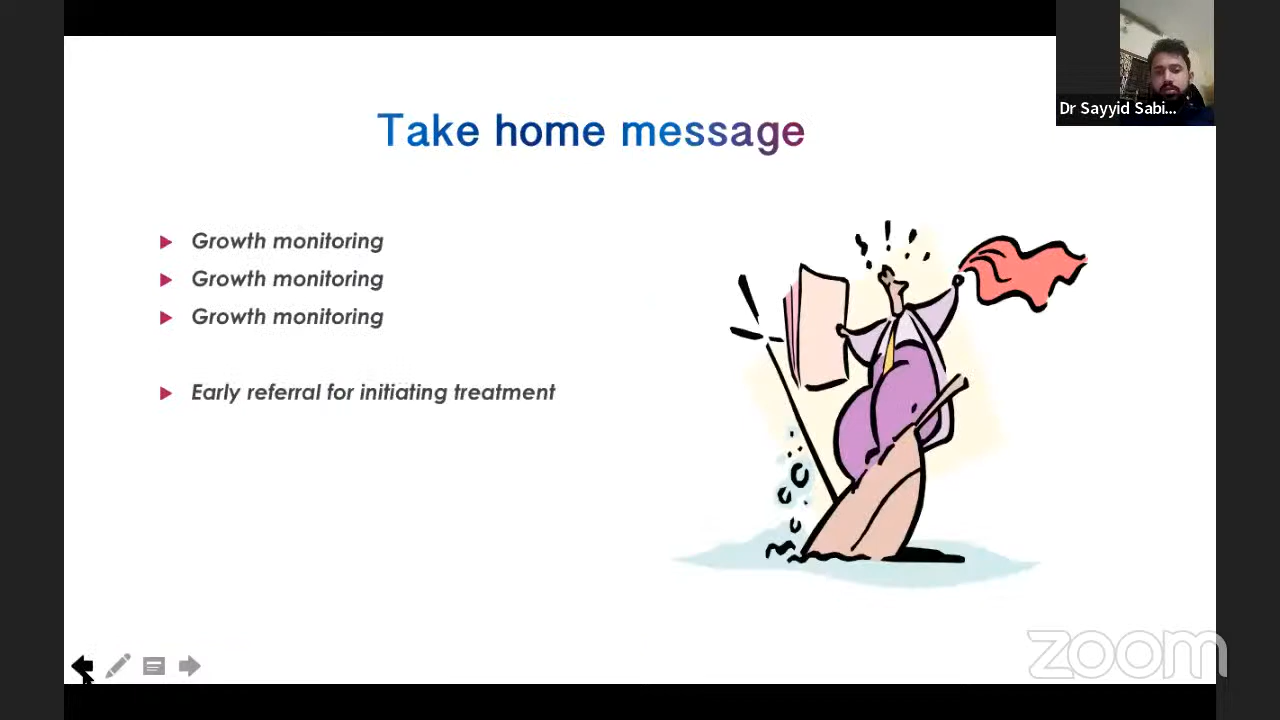 Dr Sayyid Sabi...
Take home message
Growth monitoring
Growth monitoring
Growth monitoring
Early referral for initiating treatment
zoom